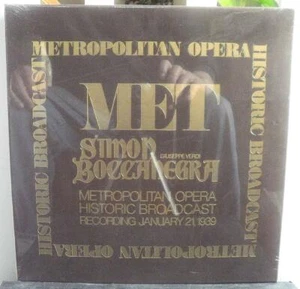 METROPOLITAN OPERA
HISTORIC BROADCAST
HISTORIC BROADCAST
MET
SIMON
GIUSEPPE VERDI
BOCCANEGRA
METROPOLITAN OPERA
HISTORIC BROADCAST
RECORDING JANUARY 21, 1939
METROPOLITAN OPERA